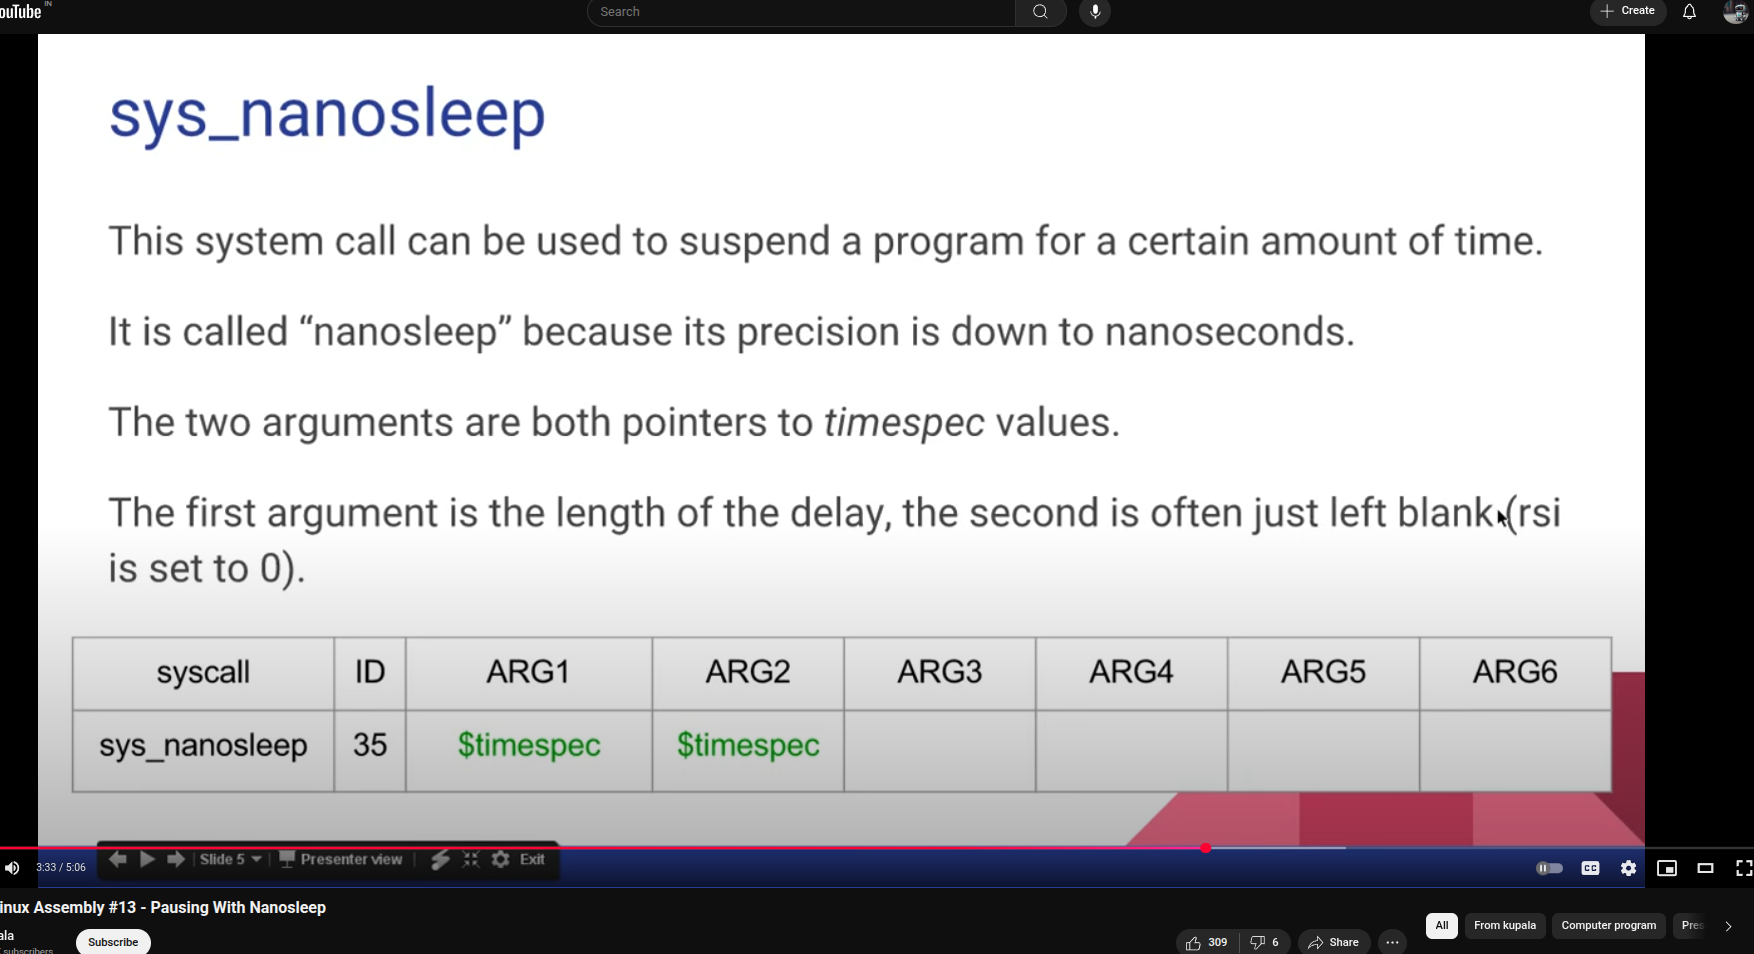 ouTube IN
Search
Create
sys_nanosleep
This system call can be used to suspend a program for a certain amount of time.
It is called “nanosleep” because its precision is down to nanoseconds.
The two arguments are both pointers to timespec values.
The first argument is the length of the delay, the second is often just left blank (rsi
is set to 0).
syscall ID ARG1 ARG2 ARG3 ARG4 ARG5 ARG6
sys_nanosleep 35 $timespec $timespec
Slide 5 Presenter view Exit
3:33 / 5:06
CC
inux Assembly #13 - Pausing With Nanosleep
ala
subscribers
Subscribe
309 6 Share
All From kupala Computer program Pres